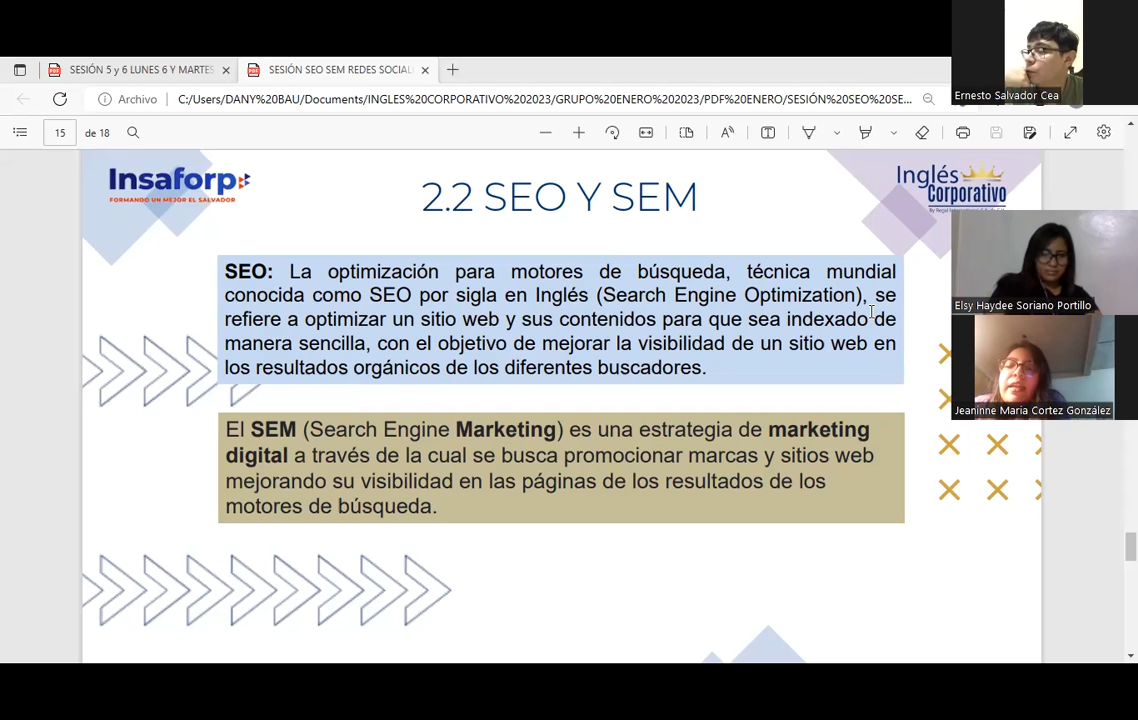 SESIÓN 5 y 6 LUNES 6 Y MARTES
SESIÓN SEO SEM REDES SOCIAL
Archivo
C:/Users/DANY%20BAU/Documents/INGLES%20CORPORATIVO%202023/GRUPO%20ENERO%202023/PDF%20ENERO/SESIÓN%20SEO%20SE...
15 de 18
Insaforp
FORMANDO UN MEJOR EL SALVADOR
2.2 SEO Y SEM
Inglés
Corporativo
SEO: La optimización para motores de búsqueda, técnica mundial
conocida como SEO por sigla en Inglés (Search Engine Optimization), se
refiere a optimizar un sitio web y sus contenidos para que sea indexado de
manera sencilla, con el objetivo de mejorar la visibilidad de un sitio web en
los resultados orgánicos de los diferentes buscadores.
El SEM (Search Engine Marketing) es una estrategia de marketing
digital a través de la cual se busca promocionar marcas y sitios web
mejorando su visibilidad en las páginas de los resultados de los
motores de búsqueda.
Ernesto Salvador Cea
Elsy Haydee Soriano Portillo
Jeaninne Maria Cortez González